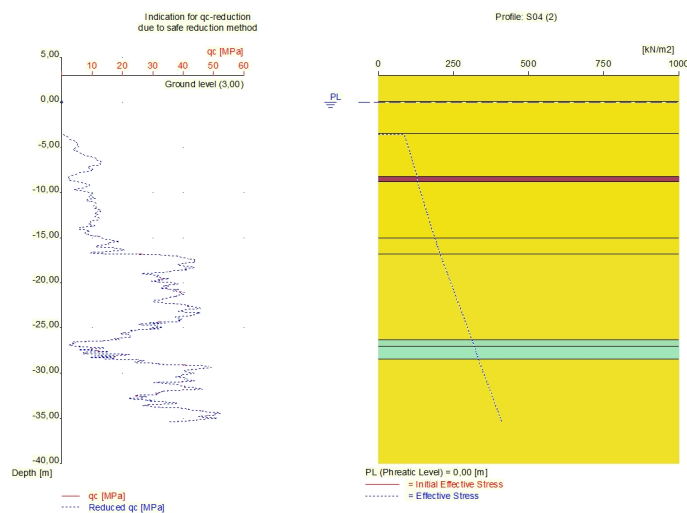 Indication for qc-reduction
due to safe reduction method
qc [MPa]
5,00
10 20 30 40 50 60
Ground level (3,00)
0,00
-5,00
-10,00
-15,00
-20,00
-25,00
-30,00
-35,00
-40,00
Depth [m]
qc [MPa]
Reduced qc [MPa]
Profile: S04 (2)
[kN/m2]
0 250 500 750 1000
PL
PL (Phreatic Level) = 0,00 [m]
= Initial Effective Stress
= Effective Stress